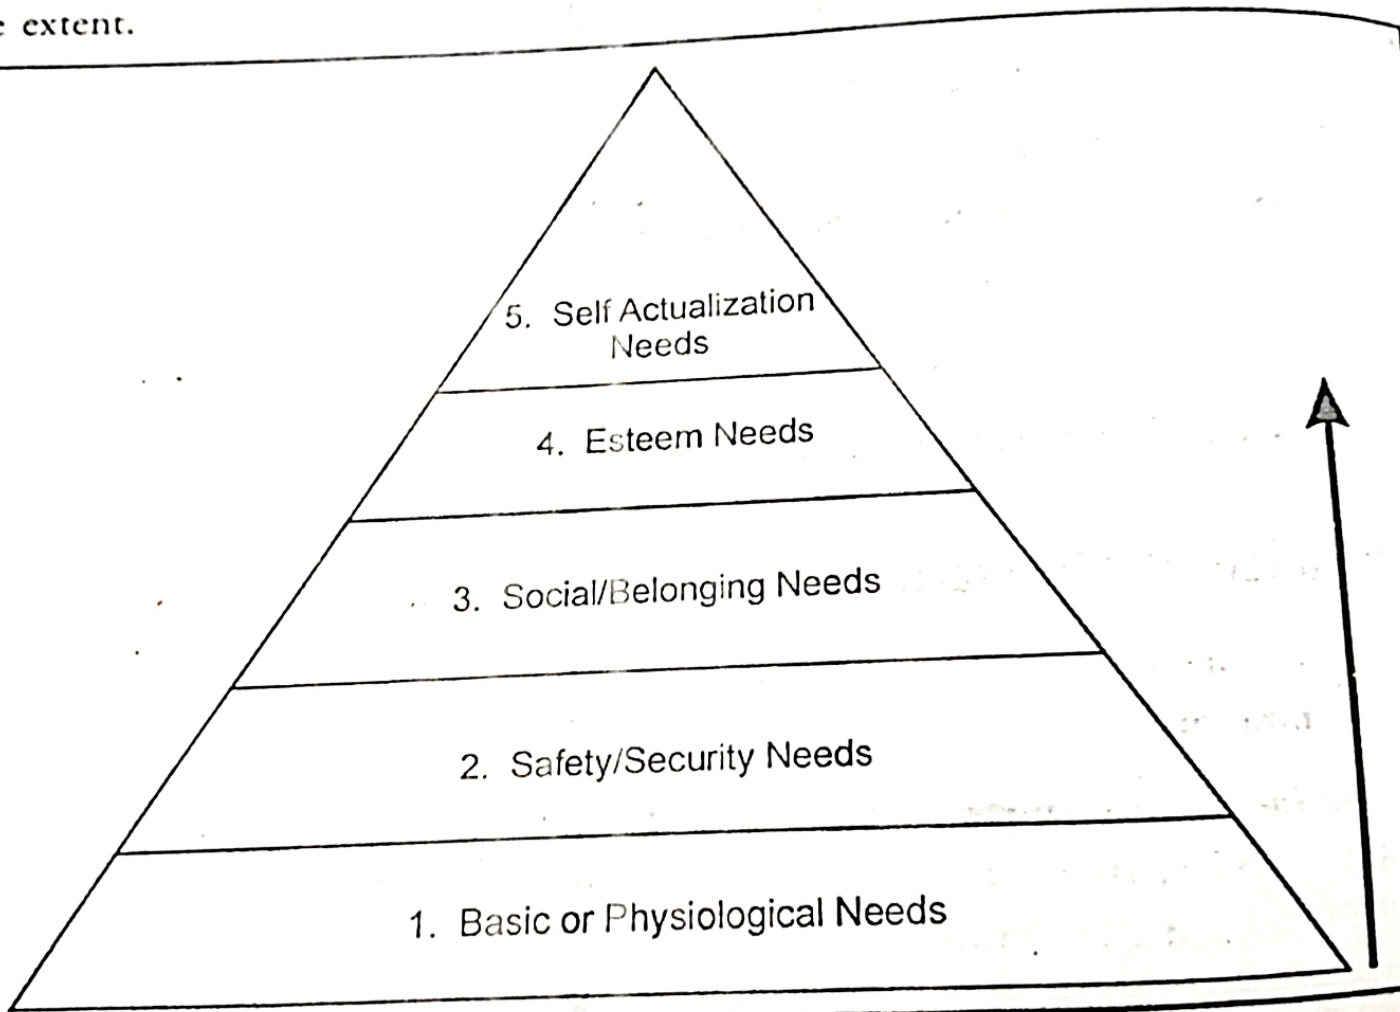 extent.
5. Self Actualization
Needs
4. Esteem Needs
3. Social/Belonging Needs
2. Safety/Security Needs
1. Basic or Physiological Needs